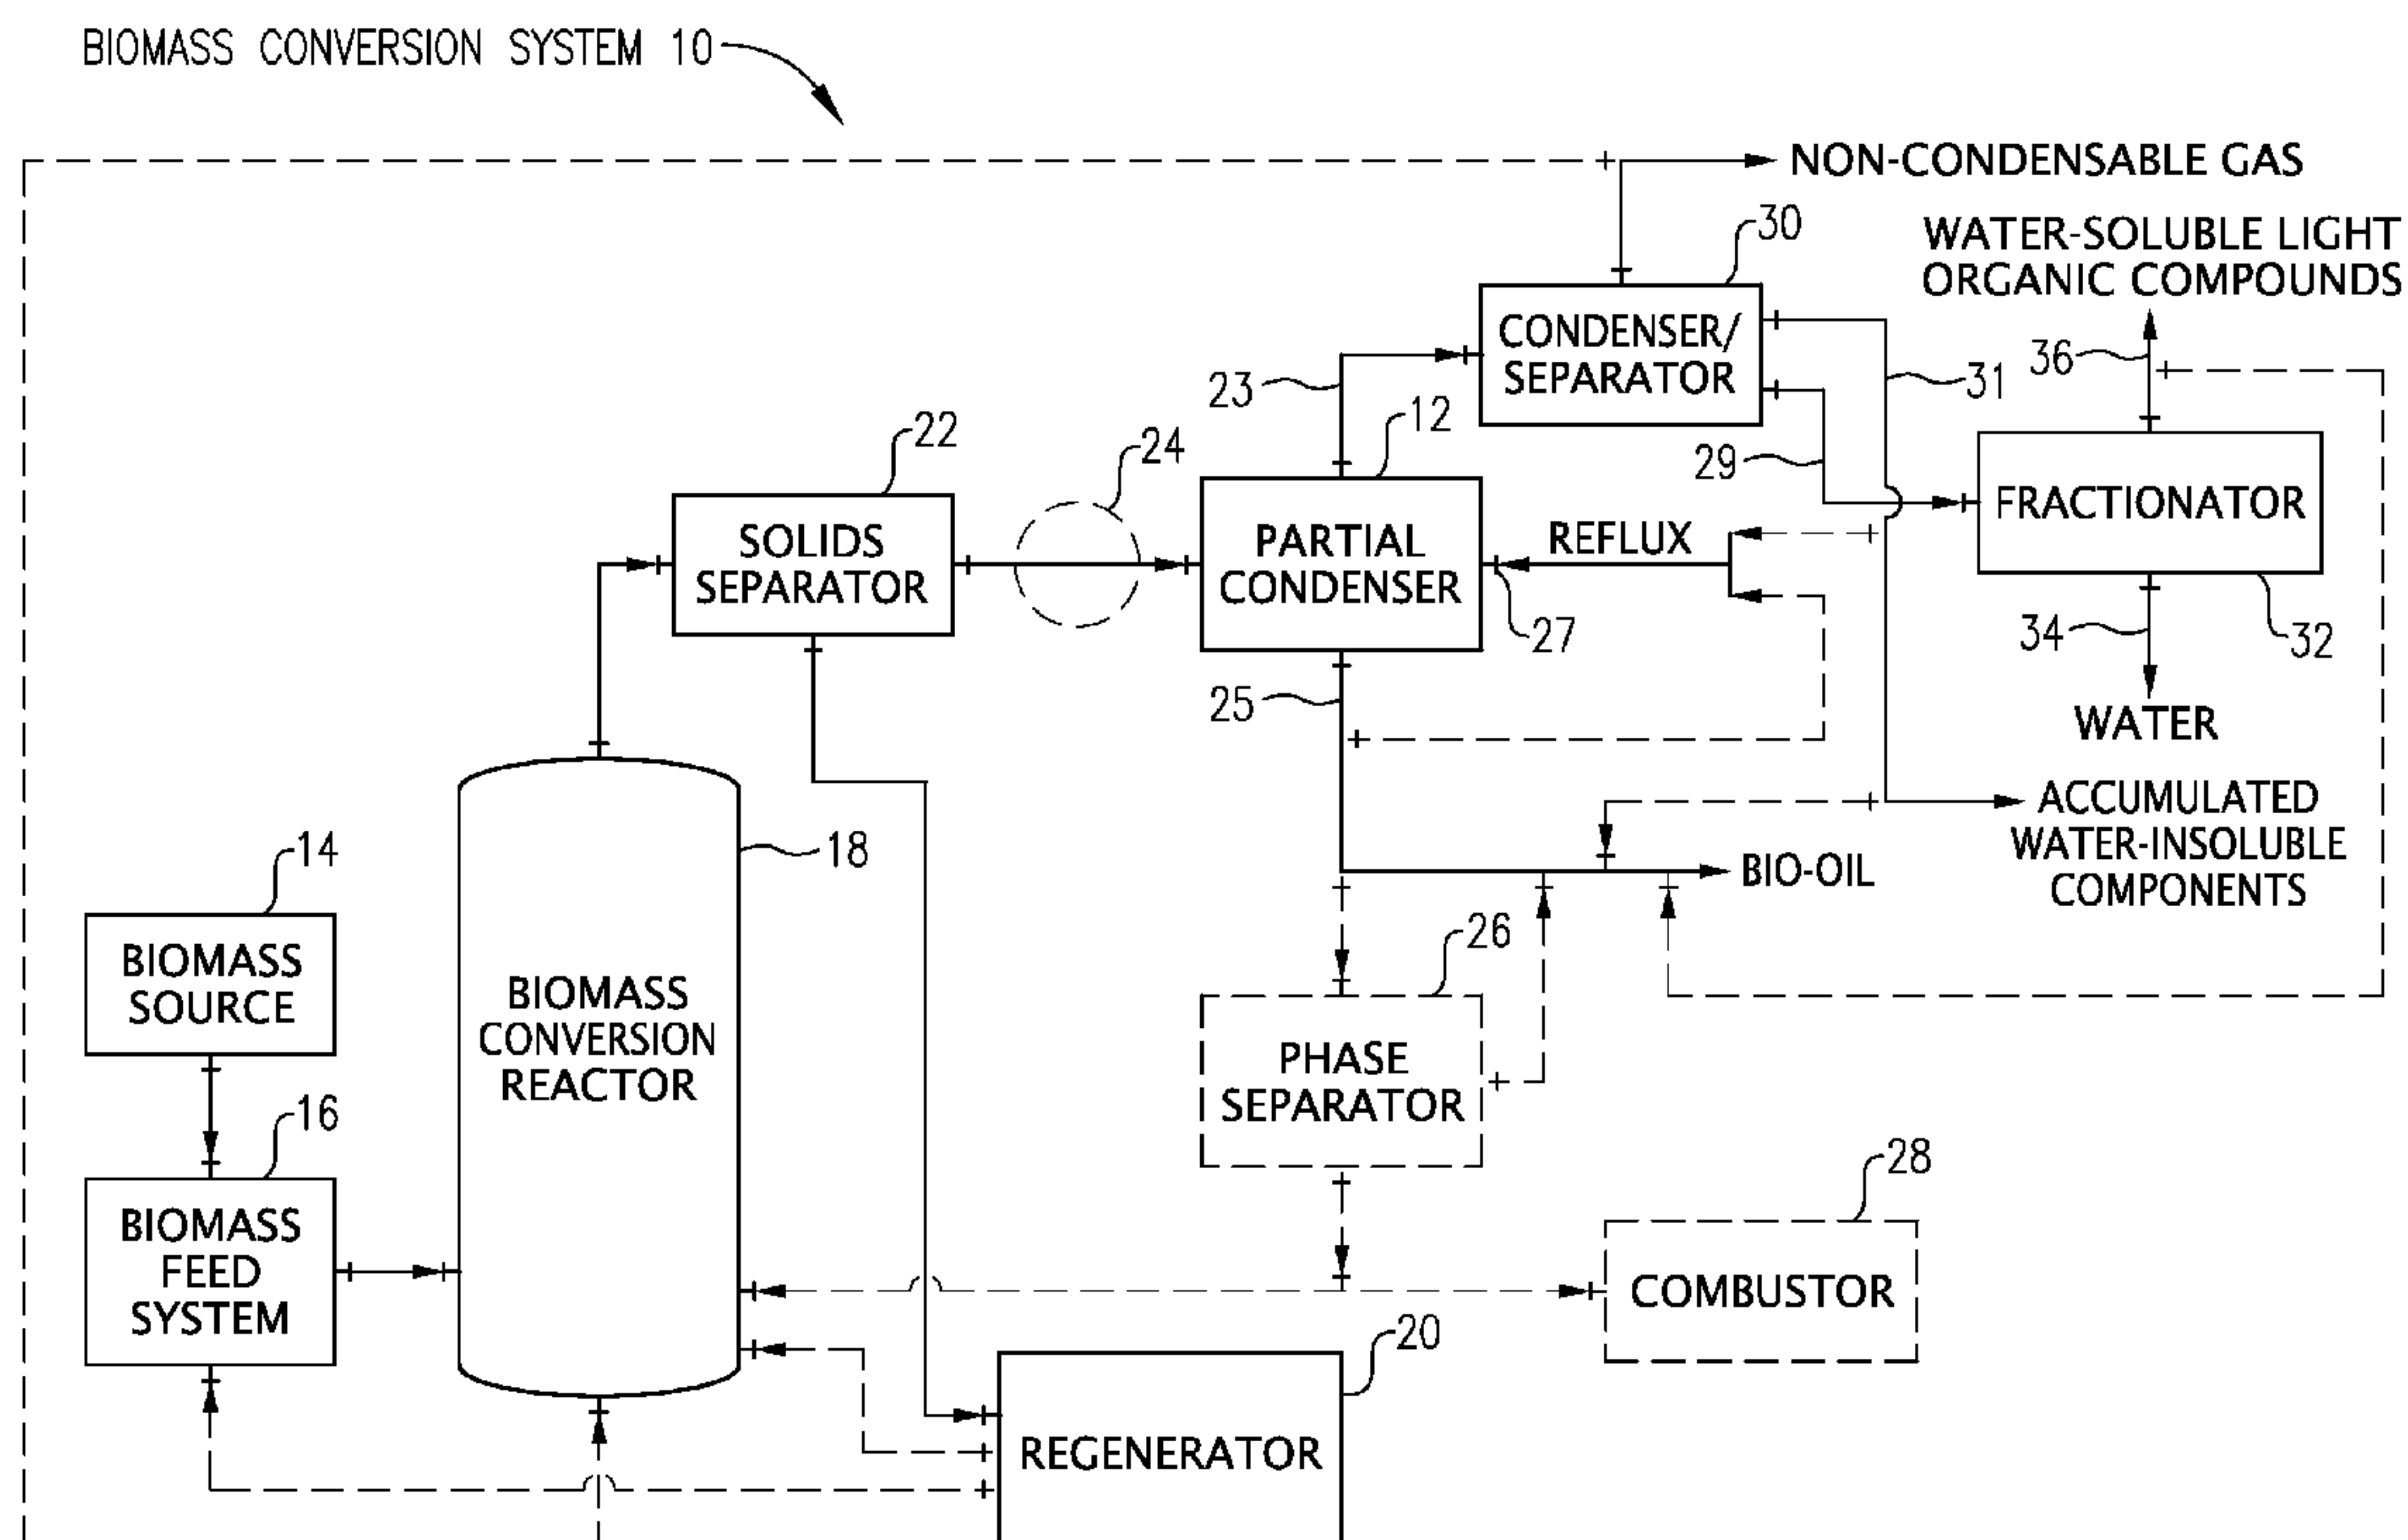 BIOMASS CONVERSION SYSTEM 10
NON-CONDENSABLE GAS
30
WATER-SOLUBLE LIGHT
ORGANIC COMPOUNDS
CONDENSER/
SEPARATOR
36
31
23
12
22
24
29
FRACTIONATOR
SOLIDS
SEPARATOR
PARTIAL
CONDENSER
REFLUX
27
34
32
25
WATER
ACCUMULATED
WATER-INSOLUBLE
COMPONENTS
18
14
BIO-OIL
26
BIOMASS
SOURCE
BIOMASS
CONVERSION
REACTOR
PHASE
SEPARATOR
16
28
BIOMASS
FEED
SYSTEM
COMBUSTOR
20
REGENERATOR